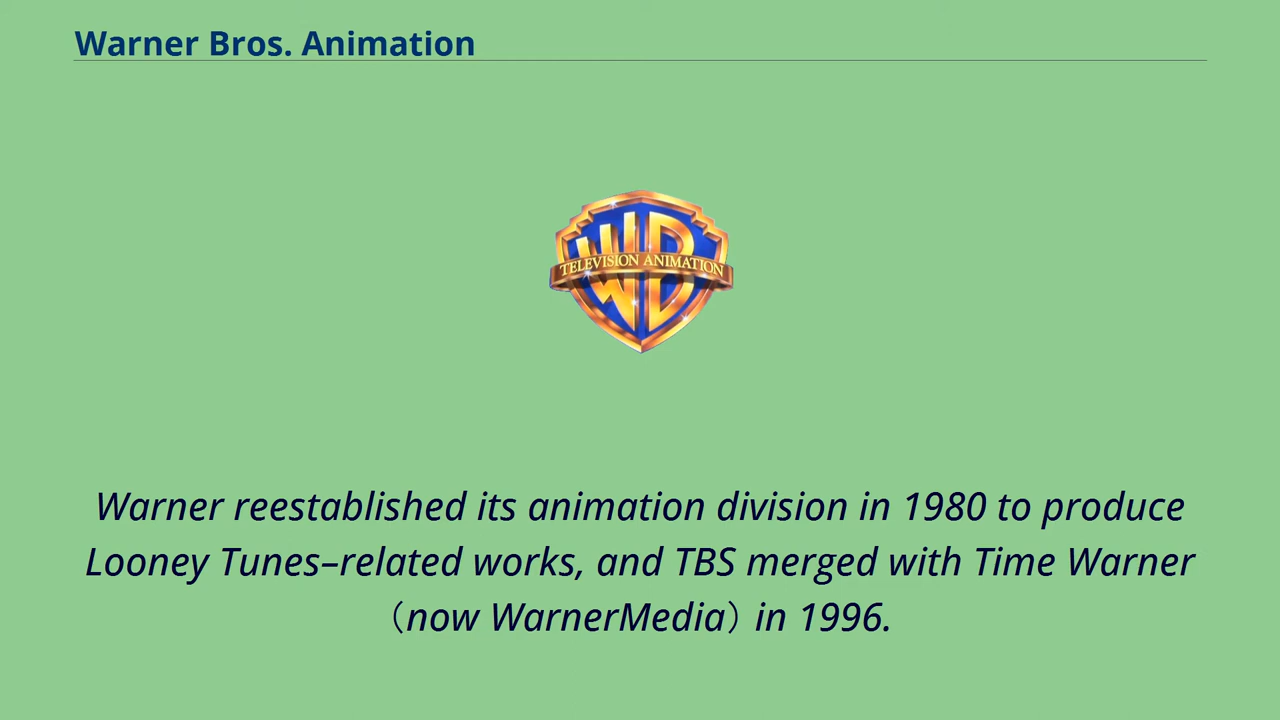 Warner Bros. Animation
WB
TELEVISION ANIMATION
Warner reestablished its animation division in 1980 to produce
Looney Tunes–related works, and TBS merged with Time Warner
（now WarnerMedia）in 1996.